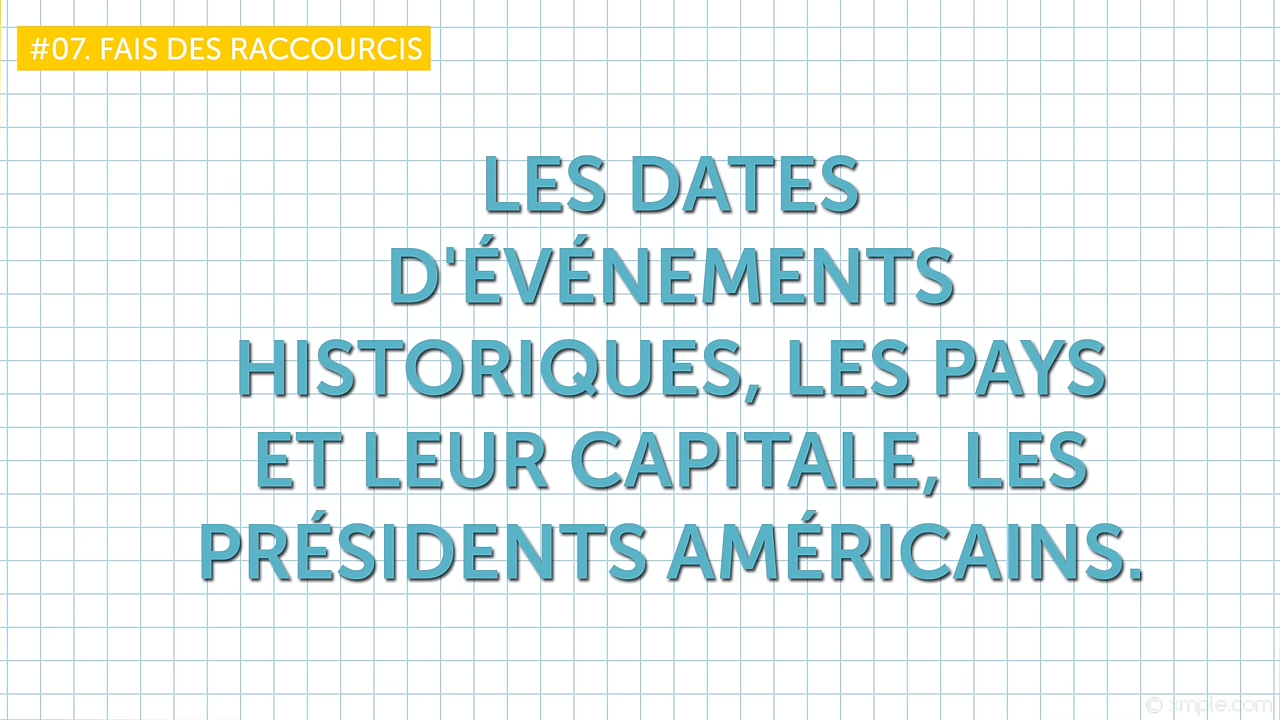 #07. FAIS DES RACCOURCIS
LES DATES
D'ÉVÉNEMENTS
HISTORIQUES, LES PAYS
ET LEUR CAPITALE, LES
PRÉSIDENTS AMÉRICAINS.
© xmple.com